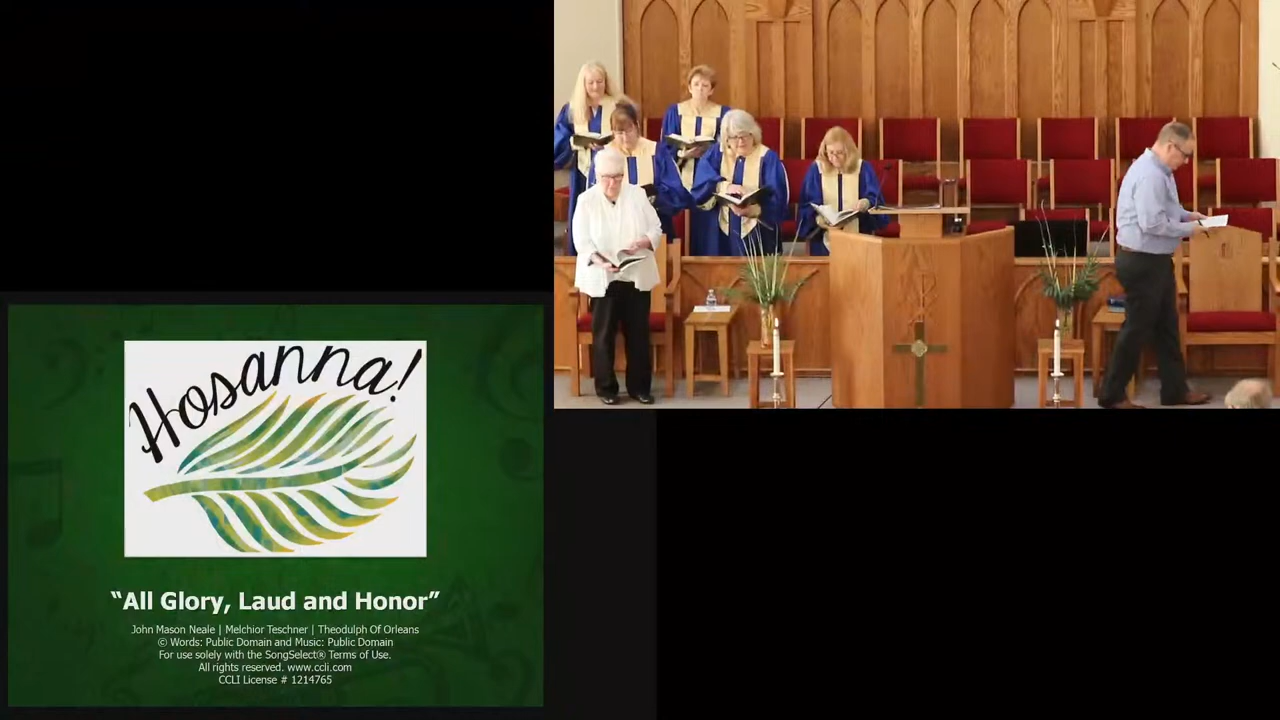 Hosanna!
“All Glory, Laud and Honor”
John Mason Neale | Melchior Teschner | Theodulph Of Orleans
© Words: Public Domain and Music: Public Domain
For use solely with the SongSelect® Terms of Use.
All rights reserved. www.ccli.com
CCLI License # 1214765